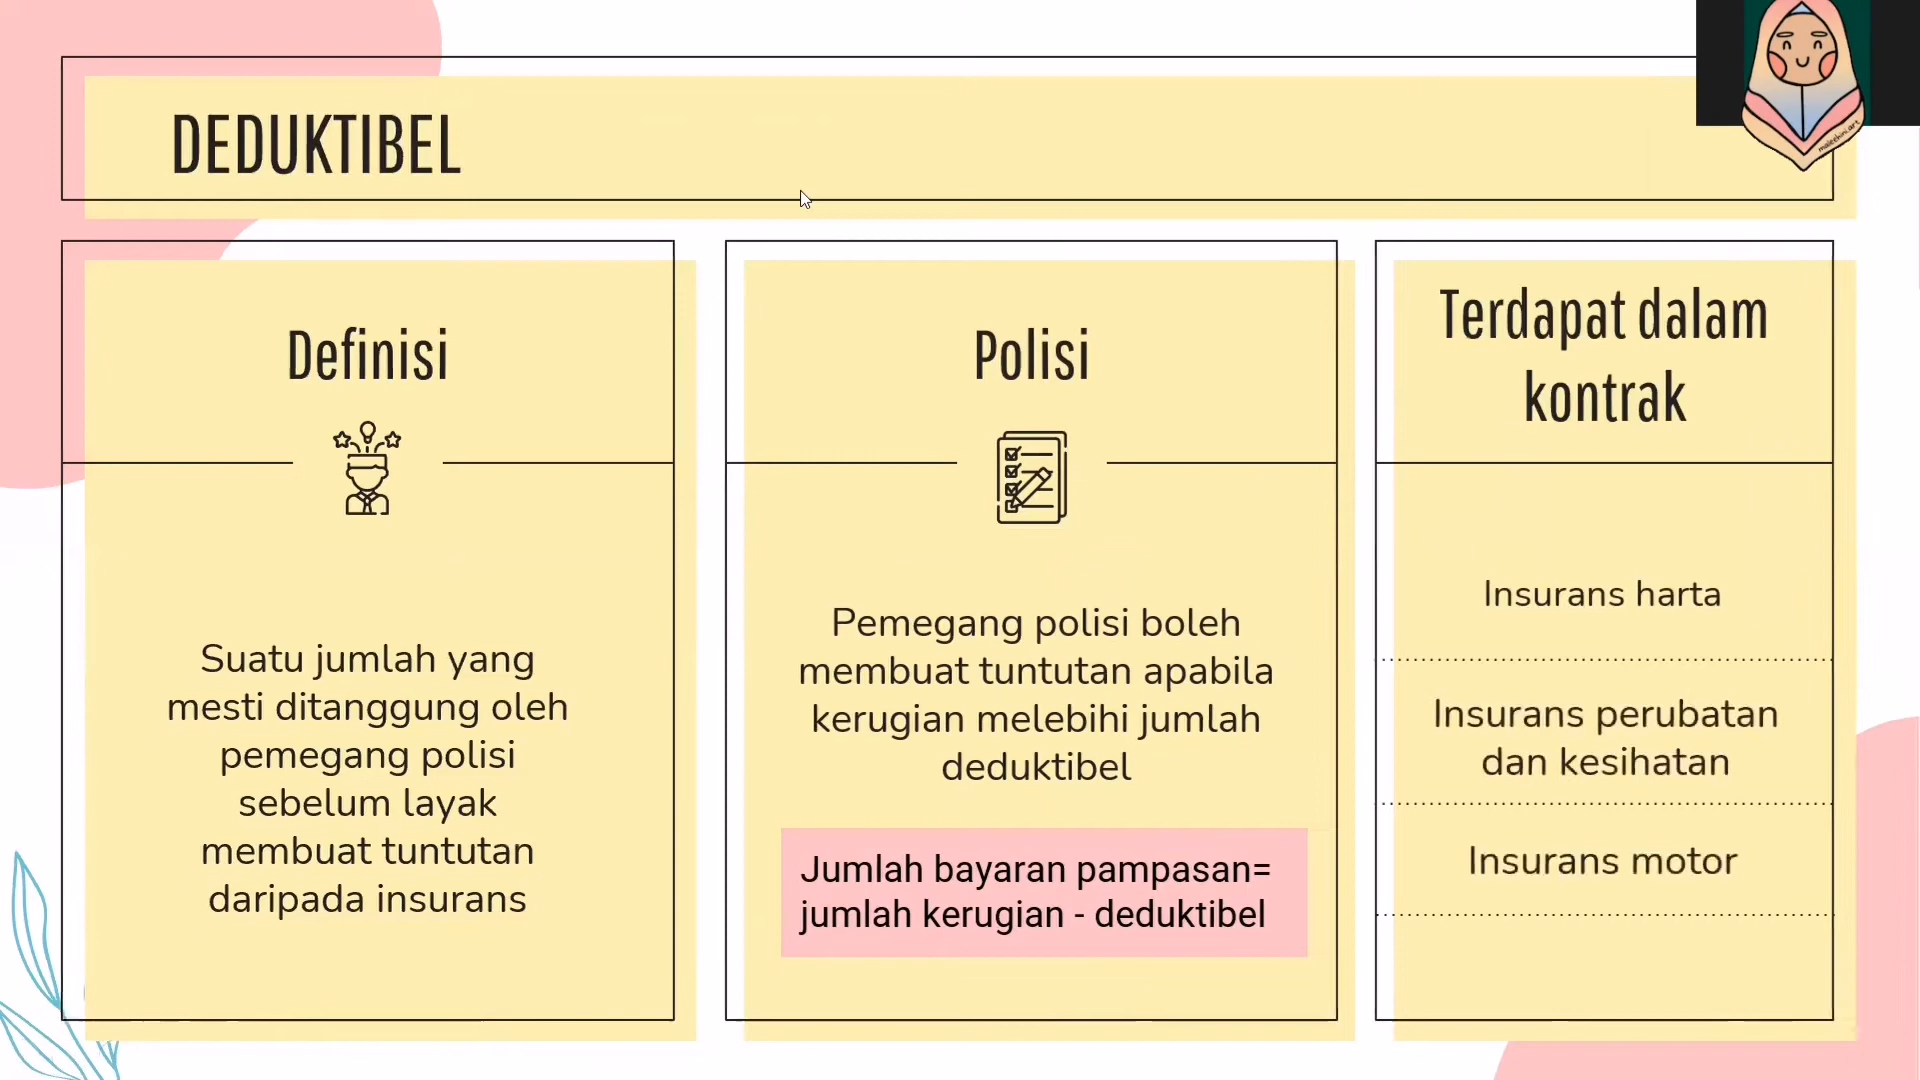 DEDUKTIBEL
Definisi
Suatu jumlah yang
mesti ditanggung oleh
pemegang polisi
sebelum layak
membuat tuntutan
daripada insurans
Polisi
Pemegang polisi boleh
membuat tuntutan apabila
kerugian melebihi jumlah
deduktibel
Jumlah bayaran pampasan=
jumlah kerugian - deduktibel
Terdapat dalam
kontrak
Insurans harta
Insurans perubatan
dan kesihatan
Insurans motor